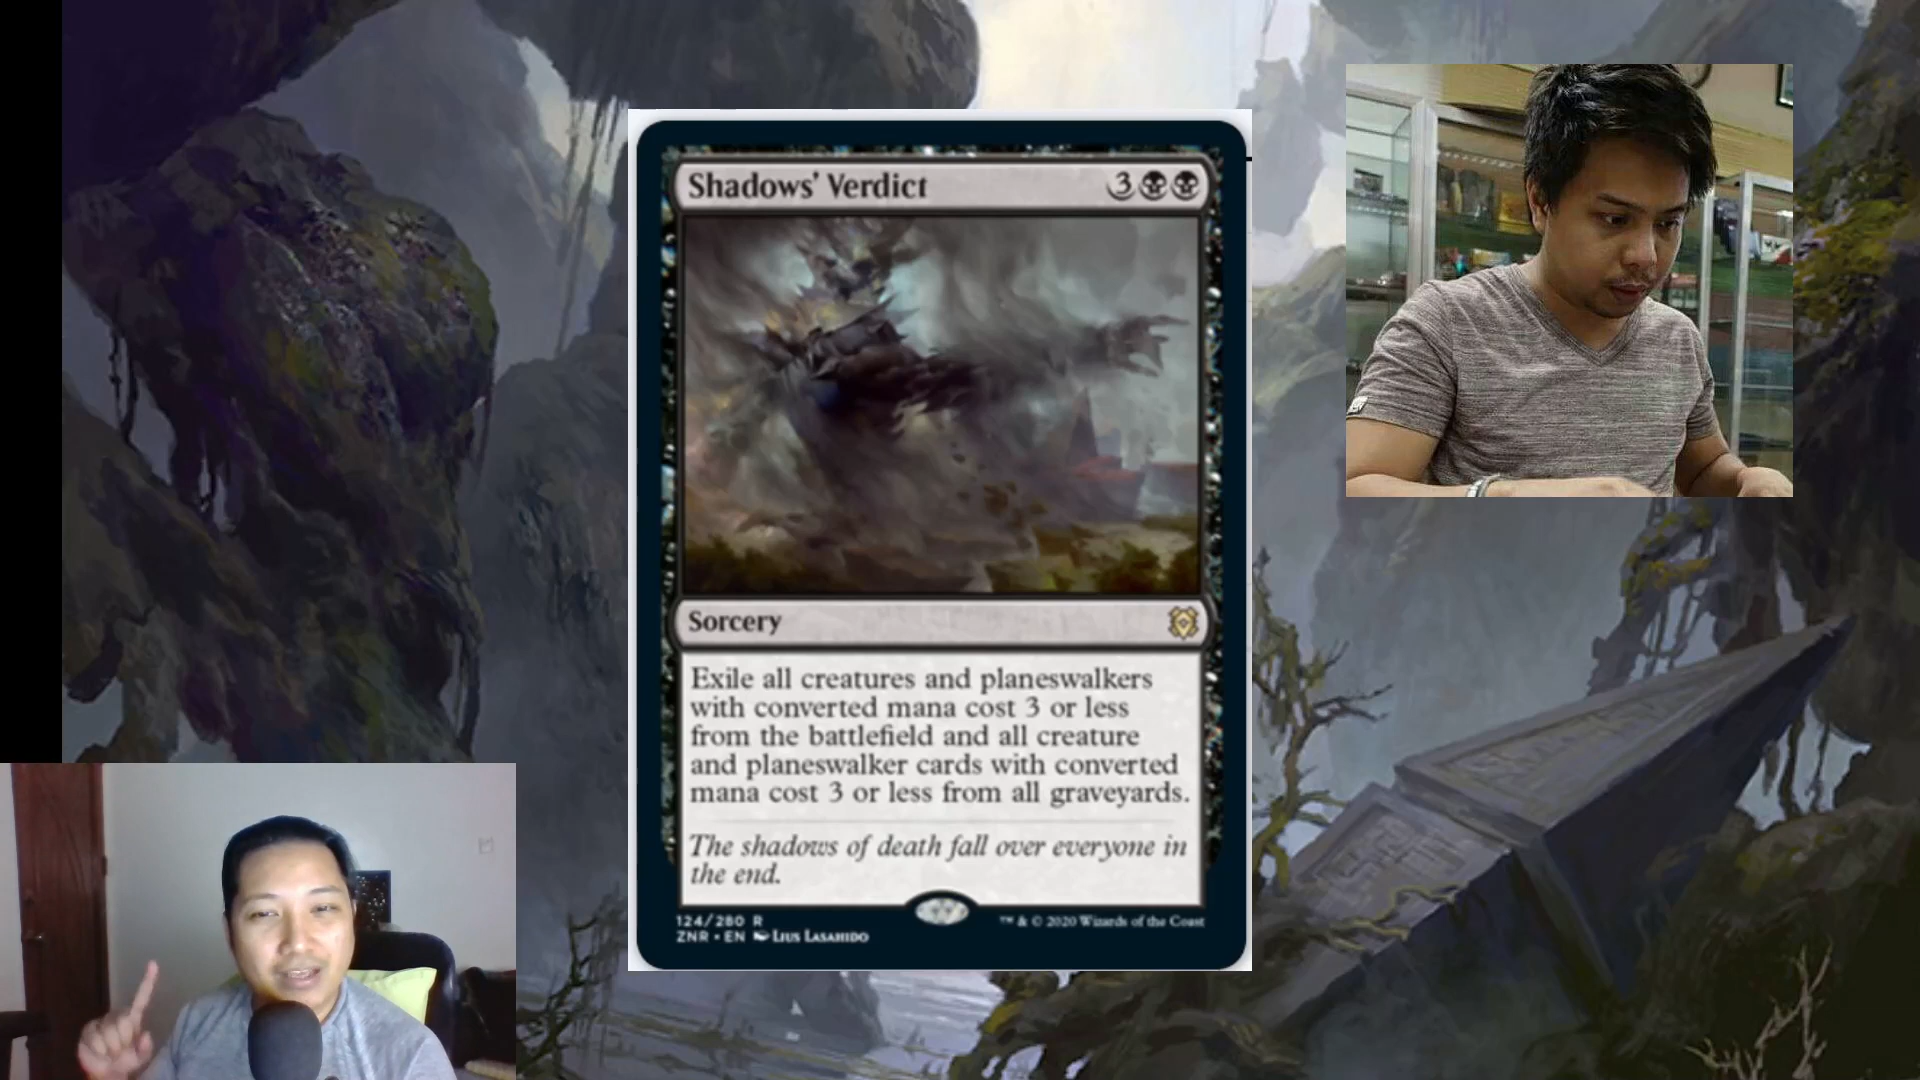 Shadows' Verdict 3
Sorcery
Exile all creatures and planeswalkers
with converted mana cost 3 or less
from the battlefield and all creature
and planeswalker cards with converted
mana cost 3 or less from all graveyards.
The shadows of death fall over everyone in
the end.
124/280 R
ZNR • EN Lius Lasahido
™ & © 2020 Wizards of the Coast